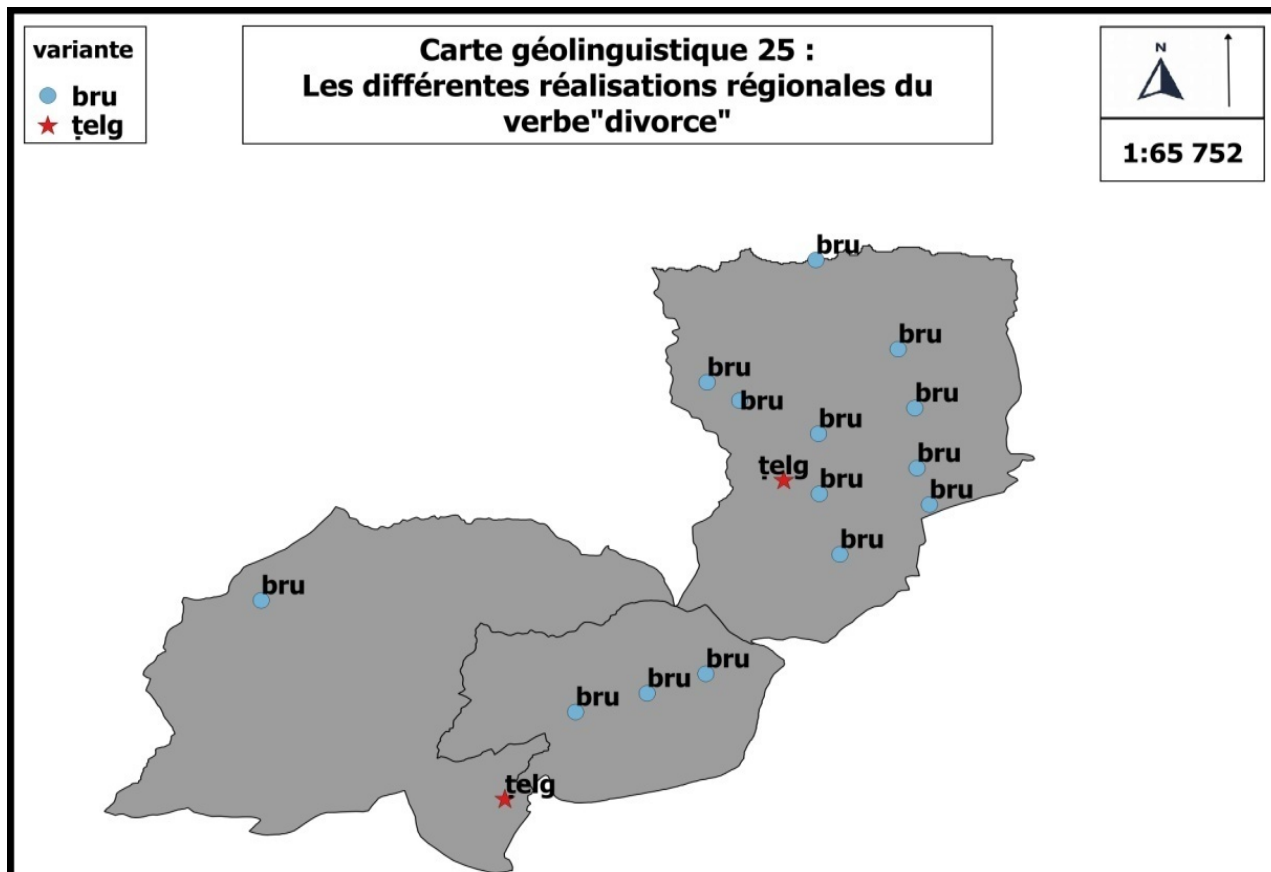 variante
bru
ṭelg
Carte géolinguistique 25 :
Les différentes réalisations régionales du
verbe"divorce"
N
1:65 752
bru
bru
bru
bru
bru
bru
ṭelg
bru
bru
bru
bru
bru
bru
bru
bru
ṭelg